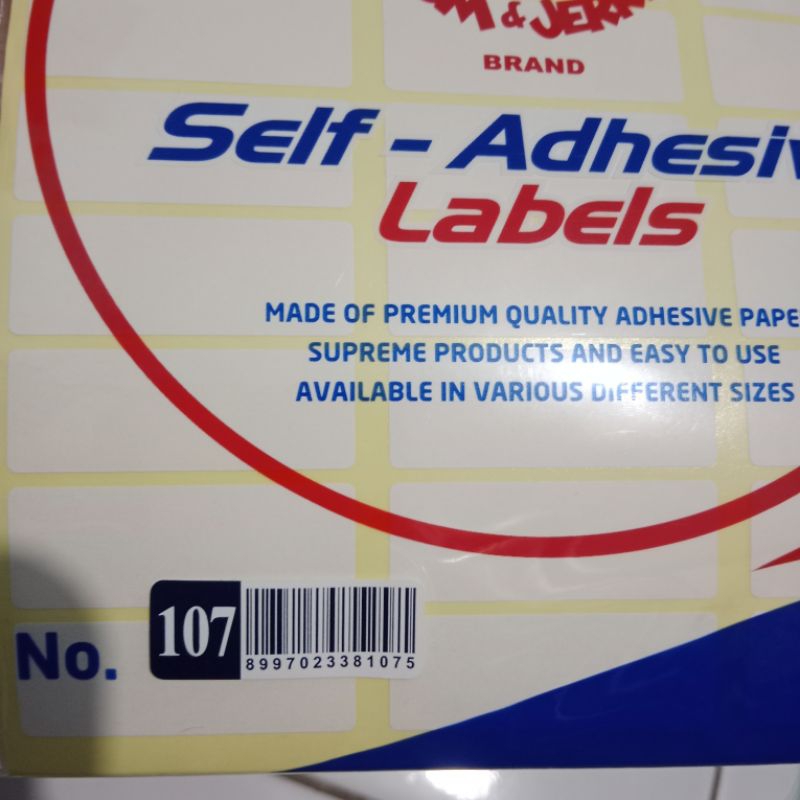 & JERR
BRAND
Self - Adhesiv
Labels
MADE OF PREMIUM QUALITY ADHESIVE PAPE
SUPREME PRODUCTS AND EASY TO USE
AVAILABLE IN VARIOUS DIFFERENT SIZES
No. 107
8997023381075